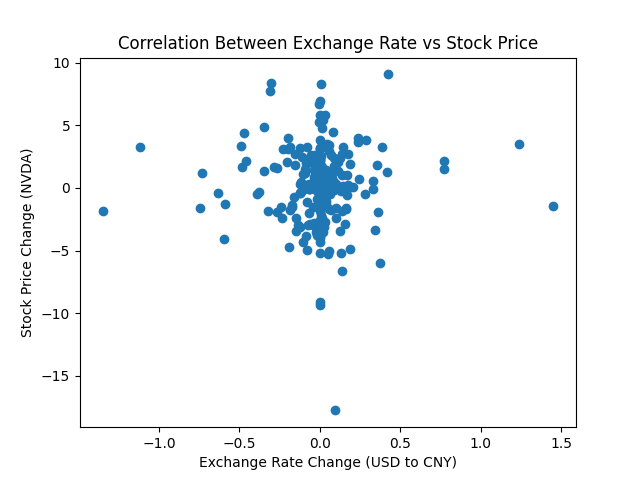 Correlation Between Exchange Rate vs Stock Price
10
5
0
−5
−10
−15
Stock Price Change (NVDA)
−1.0 −0.5 0.0 0.5 1.0 1.5
Exchange Rate Change (USD to CNY)